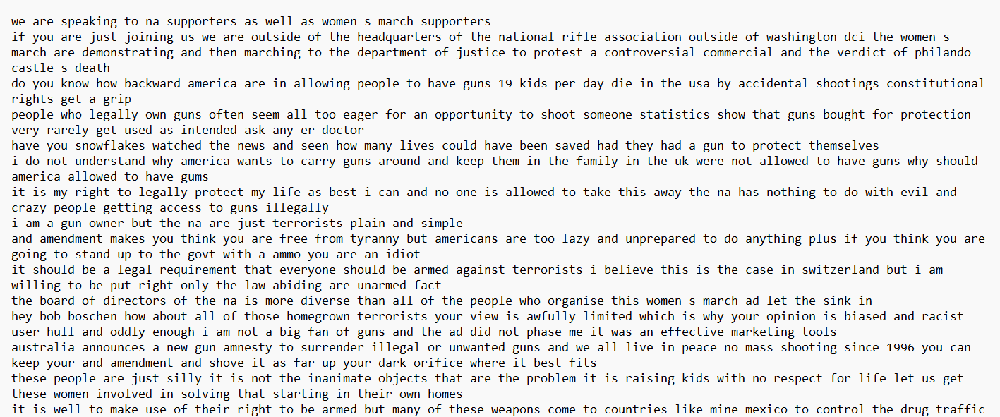 we are speaking to na supporters as well as women s march supporters
if you are just joining us we are outside of the headquarters of the national rifle association outside of washington dci the women s
march are demonstrating and then marching to the department of justice to protest a controversial commercial and the verdict of philando
castle s death
do you know how backward america are in allowing people to have guns 19 kids per day die in the usa by accidental shootings constitutional
rights get a grip
people who legally own guns often seem all too eager for an opportunity to shoot someone statistics show that guns bought for protection
very rarely get used as intended ask any er doctor
have you snowflakes watched the news and seen how many lives could have been saved had they had a gun to protect themselves
i do not understand why america wants to carry guns around and keep them in the family in the uk were not allowed to have guns why should
america allowed to have gums
it is my right to legally protect my life as best i can and no one is allowed to take this away the na has nothing to do with evil and
crazy people getting access to guns illegally
i am a gun owner but the na are just terrorists plain and simple
and amendment makes you think you are free from tyranny but americans are too lazy and unprepared to do anything plus if you think you are
going to stand up to the govt with a ammo you are an idiot
it should be a legal requirement that everyone should be armed against terrorists i believe this is the case in switzerland but i am
willing to be put right only the law abiding are unarmed fact
the board of directors of the na is more diverse than all of the people who organise this women s march ad let the sink in
hey bob boschen how about all of those homegrown terrorists your view is awfully limited which is why your opinion is biased and racist
user hull and oddly enough i am not a big fan of guns and the ad did not phase me it was an effective marketing tools
australia announces a new gun amnesty to surrender illegal or unwanted guns and we all live in peace no mass shooting since 1996 you can
keep your and amendment and shove it as far up your dark orifice where it best fits
these people are just silly it is not the inanimate objects that are the problem it is raising kids with no respect for life let us get
these women involved in solving that starting in their own homes
it is well to make use of their right to be armed but many of these weapons come to countries like mine mexico to control the drug traffic